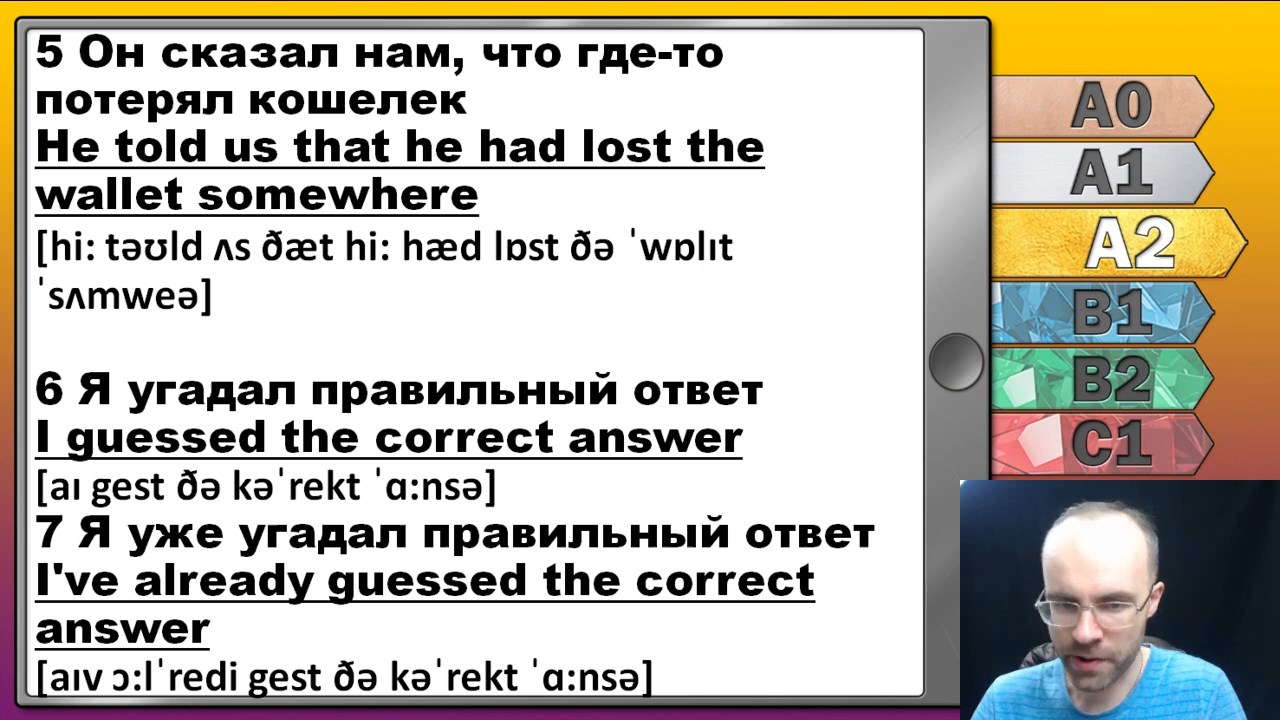 5 Он сказал нам, что где-то
потерял кошелек
He told us that he had lost the
wallet somewhere
[hi: təʊld ʌs ðæt hi: hæd lɒst ðə ˈwɒlɪt
ˈsʌmweə]
6 Я угадал правильный ответ
I guessed the correct answer
[aɪ gest ðə kəˈrekt ˈɑ:nsə]
7 Я уже угадал правильный ответ
I've already guessed the correct
answer
[aɪv ɔ:lˈredi gest ðə kəˈrekt ˈɑ:nsə]
A0
A1
A2
B1
B2
C1